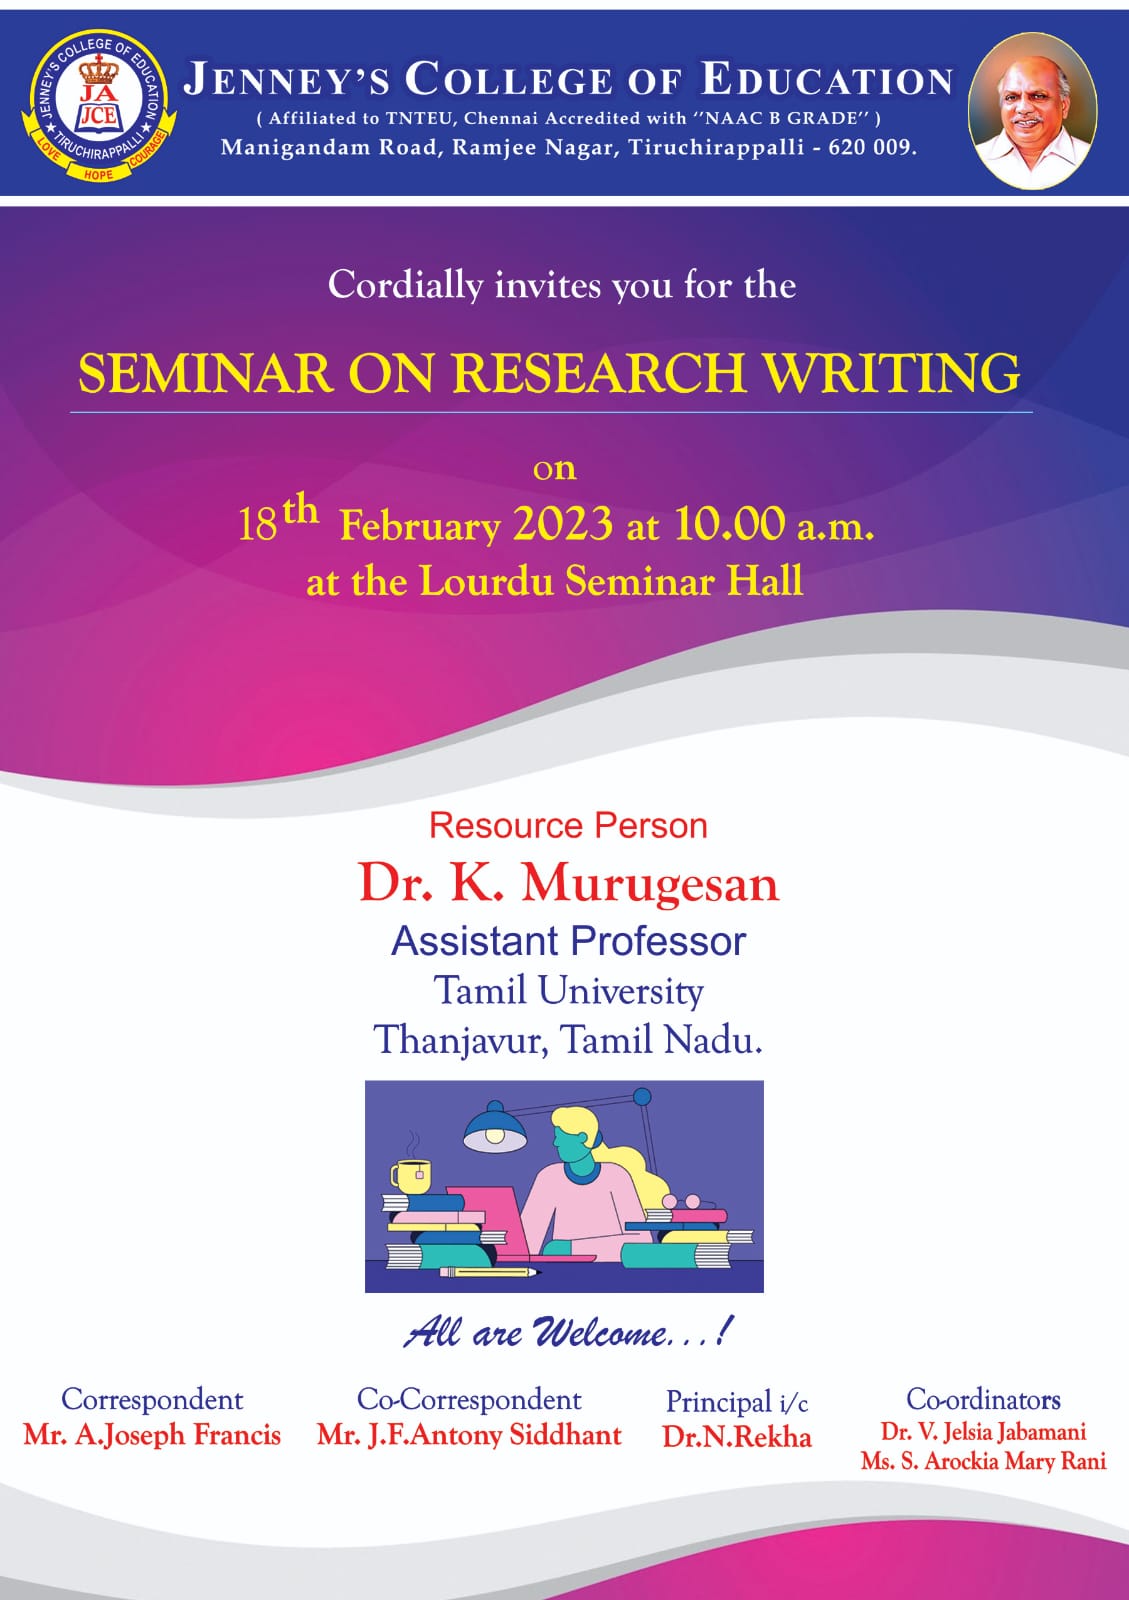 JENNEY'S COLLEGE OF EDUCATION
★ TIRUCHIRAPPALLI ★
JA
JCE
LOVE
HOPE
COURAGE
JENNEY'S COLLEGE OF EDUCATION
( Affiliated to TNTEU, Chennai Accredited with ‘‘NAAC B GRADE’’ )
Manigandam Road, Ramjee Nagar, Tiruchirappalli - 620 009.
Cordially invites you for the
SEMINAR ON RESEARCH WRITING
on
18th February 2023 at 10.00 a.m.
at the Lourdu Seminar Hall
Resource Person
Dr. K. Murugesan
Assistant Professor
Tamil University
Thanjavur, Tamil Nadu.
All are Welcome...!
Correspondent
Mr. A.Joseph Francis
Co-Correspondent
Mr. J.F.Antony Siddhant
Principal i/c
Dr.N.Rekha
Co-ordinators
Dr. V. Jelsia Jabamani
Ms. S. Arockia Mary Rani